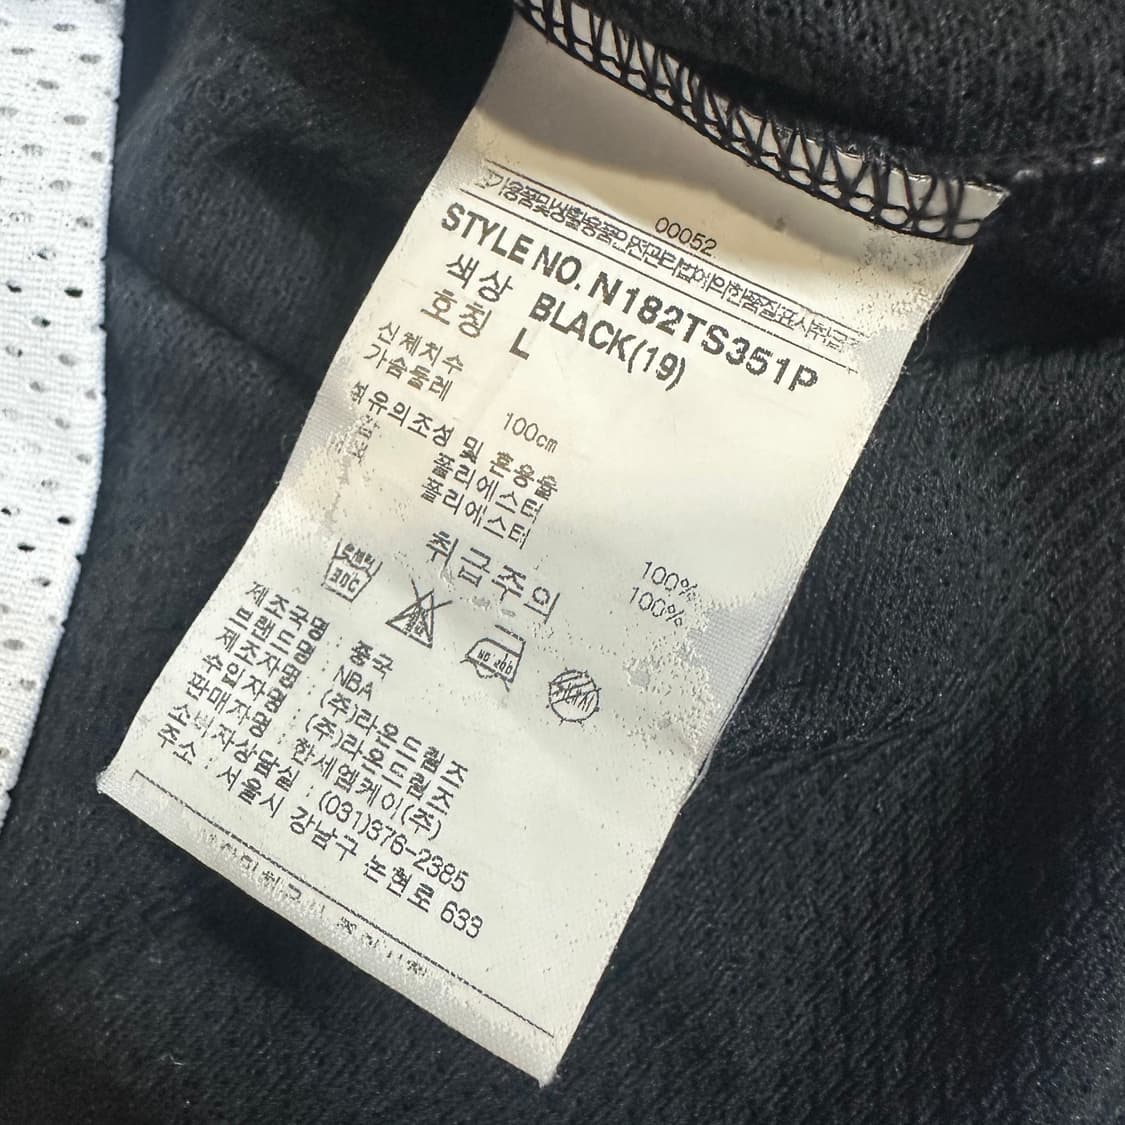 00052
STYLE NO. N182TS351P
색상 BLACK(19)
호칭 L
신체치수
가슴둘레 100cm
섬유의조성 및 혼용율
폴리에스터 100%
폴리에스터 100%
취급주의
제조국명 : 중국
브랜드명 : NBA
제조자명 : (주)라온드림즈
수입자명 : (주)라온드림즈
판매자명 : 한세엠케이(주)
소비자상담실 : (031)376-2385
주소 : 서울시 강남구 논현로 633